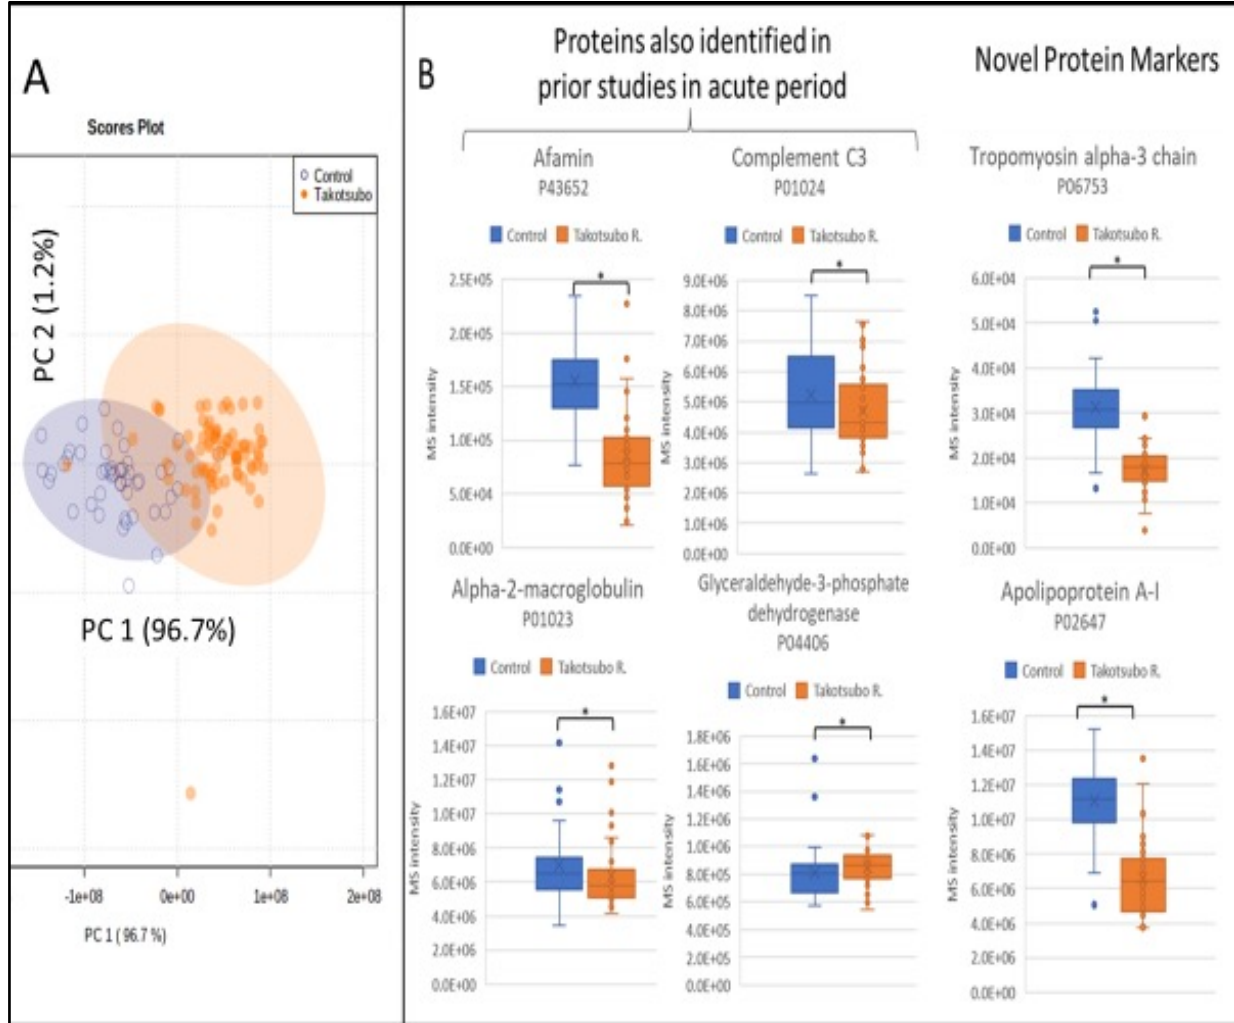 A
Scores Plot
Control
Takotsubo
PC 2 (1.2%)
PC 1 (96.7%)
-1e+08
0e+00
1e+08
2e+08
PC 1 ( 96.7 %)
B
Proteins also identified in
prior studies in acute period
Novel Protein Markers
Afamin
P43652
Control
Takotsubo R.
*
MS intensity
2.5E+05
2.0E+05
1.5E+05
1.0E+05
5.0E+04
0.0E+00
Complement C3
P01024
Control
Takotsubo R.
*
MS intensity
9.0E+06
8.0E+06
7.0E+06
6.0E+06
5.0E+06
4.0E+06
3.0E+06
2.0E+06
1.0E+06
0.0E+00
Tropomyosin alpha-3 chain
P06753
Control
Takotsubo R.
*
MS intensity
6.0E+04
5.0E+04
4.0E+04
3.0E+04
2.0E+04
1.0E+04
0.0E+00
Alpha-2-macroglobulin
P01023
Control
Takotsubo R.
*
MS intensity
1.6E+07
1.4E+07
1.2E+07
1.0E+07
8.0E+06
6.0E+06
4.0E+06
2.0E+06
0.0E+00
Glyceraldehyde-3-phosphate
dehydrogenase
P04406
Control
Takotsubo R.
*
MS intensity
1.8E+06
1.6E+06
1.4E+06
1.2E+06
1.0E+06
8.0E+05
6.0E+05
4.0E+05
2.0E+05
0.0E+00
Apolipoprotein A-I
P02647
Control
Takotsubo R.
*
MS intensity
1.6E+07
1.4E+07
1.2E+07
1.0E+07
8.0E+06
6.0E+06
4.0E+06
2.0E+06
0.0E+00